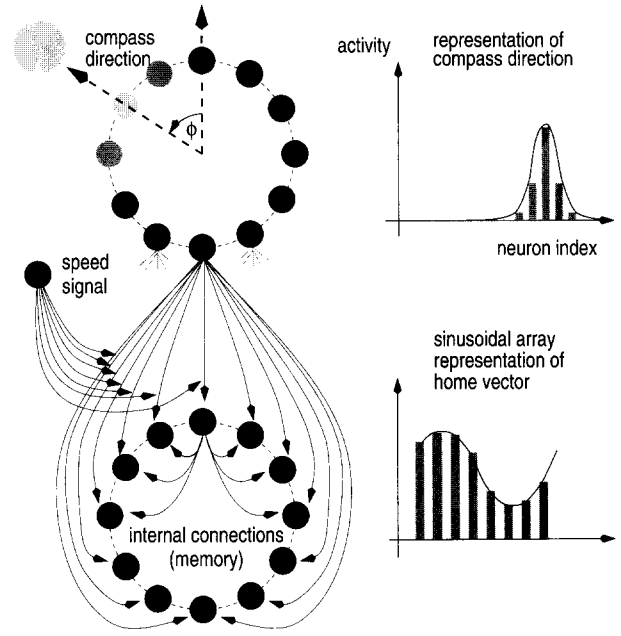 compass
direction
ϕ
activity
representation of
compass direction
neuron index
speed
signal
sinusoidal array
representation of
home vector
internal connections
(memory)